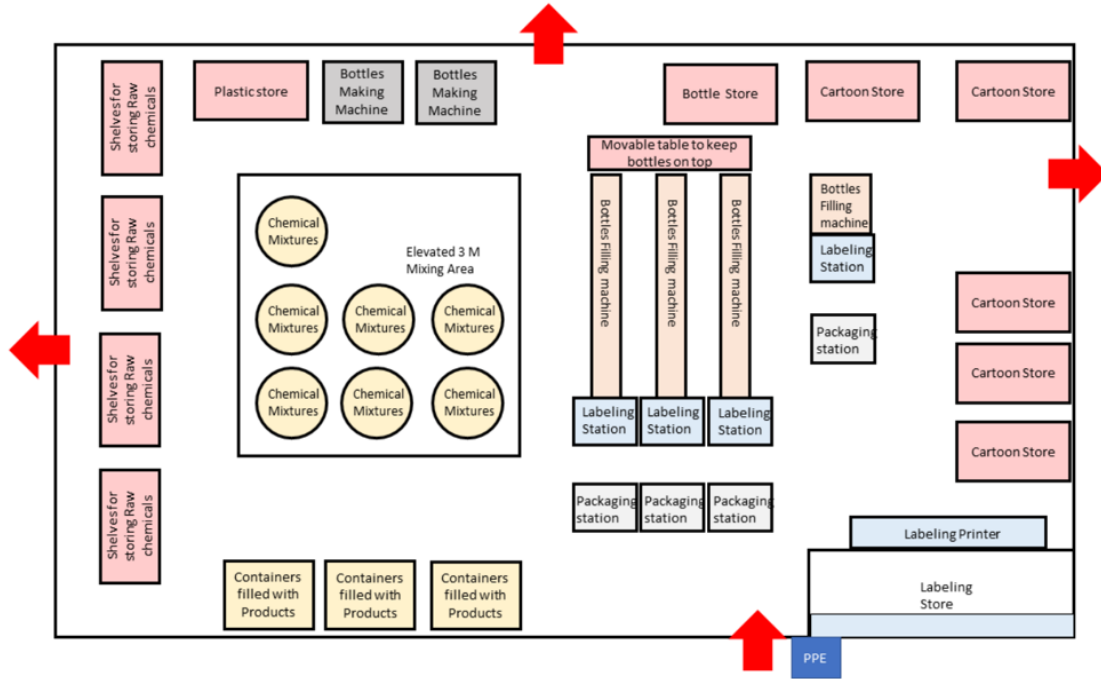 Shelves for
storing Raw
chemicals
Plastic store
Bottles
Making
Machine
Bottles
Making
Machine
Bottle Store
Cartoon Store
Cartoon Store
Movable table to keep
bottles on top
Shelves for
storing Raw
chemicals
Chemical
Mixtures
Elevated 3 M
Mixing Area
Bottles Filling machine
Bottles Filling machine
Bottles Filling machine
Bottles
Filling
machine
Labeling
Station
Chemical
Mixtures
Chemical
Mixtures
Chemical
Mixtures
Cartoon Store
Packaging
station
Shelves for
storing Raw
chemicals
Chemical
Mixtures
Chemical
Mixtures
Chemical
Mixtures
Cartoon Store
Labeling
Station
Labeling
Station
Labeling
Station
Cartoon Store
Shelves for
storing Raw
chemicals
Packaging
station
Packaging
station
Packaging
station
Labeling Printer
Containers
filled with
Products
Containers
filled with
Products
Containers
filled with
Products
Labeling
Store
PPE